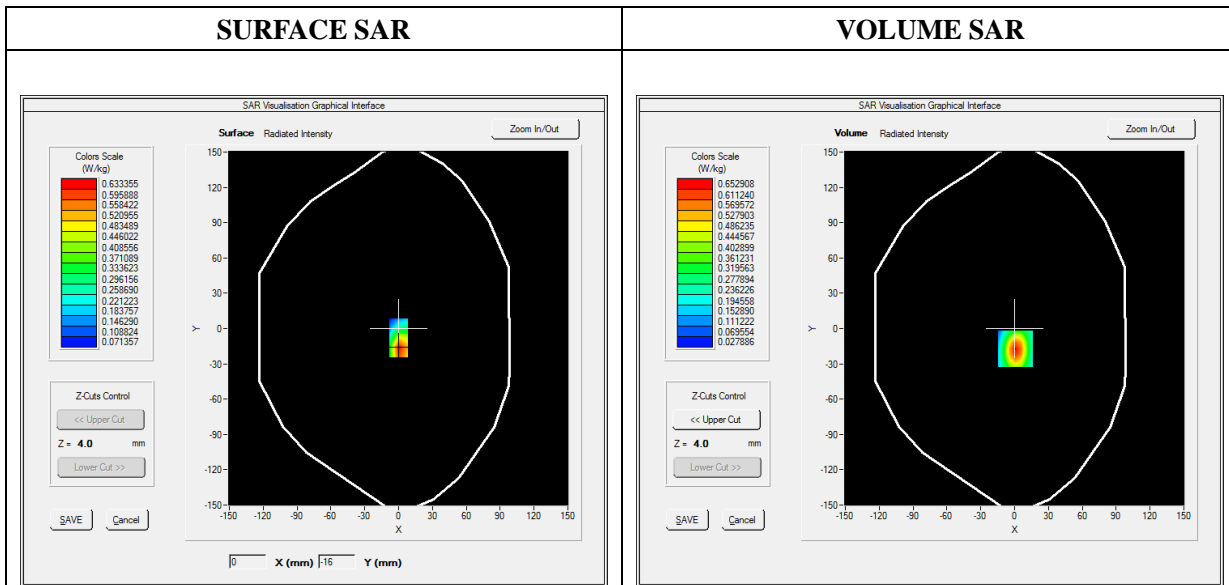 SURFACE SAR
VOLUME SAR
SAR Visualisation Graphical Interface
Surface Radiated Intensity
Zoom In/Out
Colors Scale
(W/kg)
0.633355
0.595888
0.558422
0.520955
0.483489
0.446022
0.408556
0.371089
0.333623
0.296156
0.258690
0.221223
0.183757
0.146290
0.108824
0.071357
Z-Cuts Control
<< Upper Cut
Z = 4.0 mm
Lower Cut >>
SAVE Cancel
150
120
90
60
30
0
-30
-60
-90
-120
-150
Y
-150 -120 -90 -60 -30 0 30 60 90 120 150
X
0 X (mm) -16 Y (mm)
SAR Visualisation Graphical Interface
Volume Radiated Intensity
Zoom In/Out
Colors Scale
(W/kg)
0.652908
0.611240
0.569572
0.527903
0.486235
0.444567
0.402899
0.361231
0.319563
0.277894
0.236226
0.194558
0.152890
0.111222
0.069554
0.027886
Z-Cuts Control
<< Upper Cut
Z = 4.0 mm
Lower Cut >>
SAVE Cancel
150
120
90
60
30
0
-30
-60
-90
-120
-150
Y
-150 -120 -90 -60 -30 0 30 60 90 120 150
X